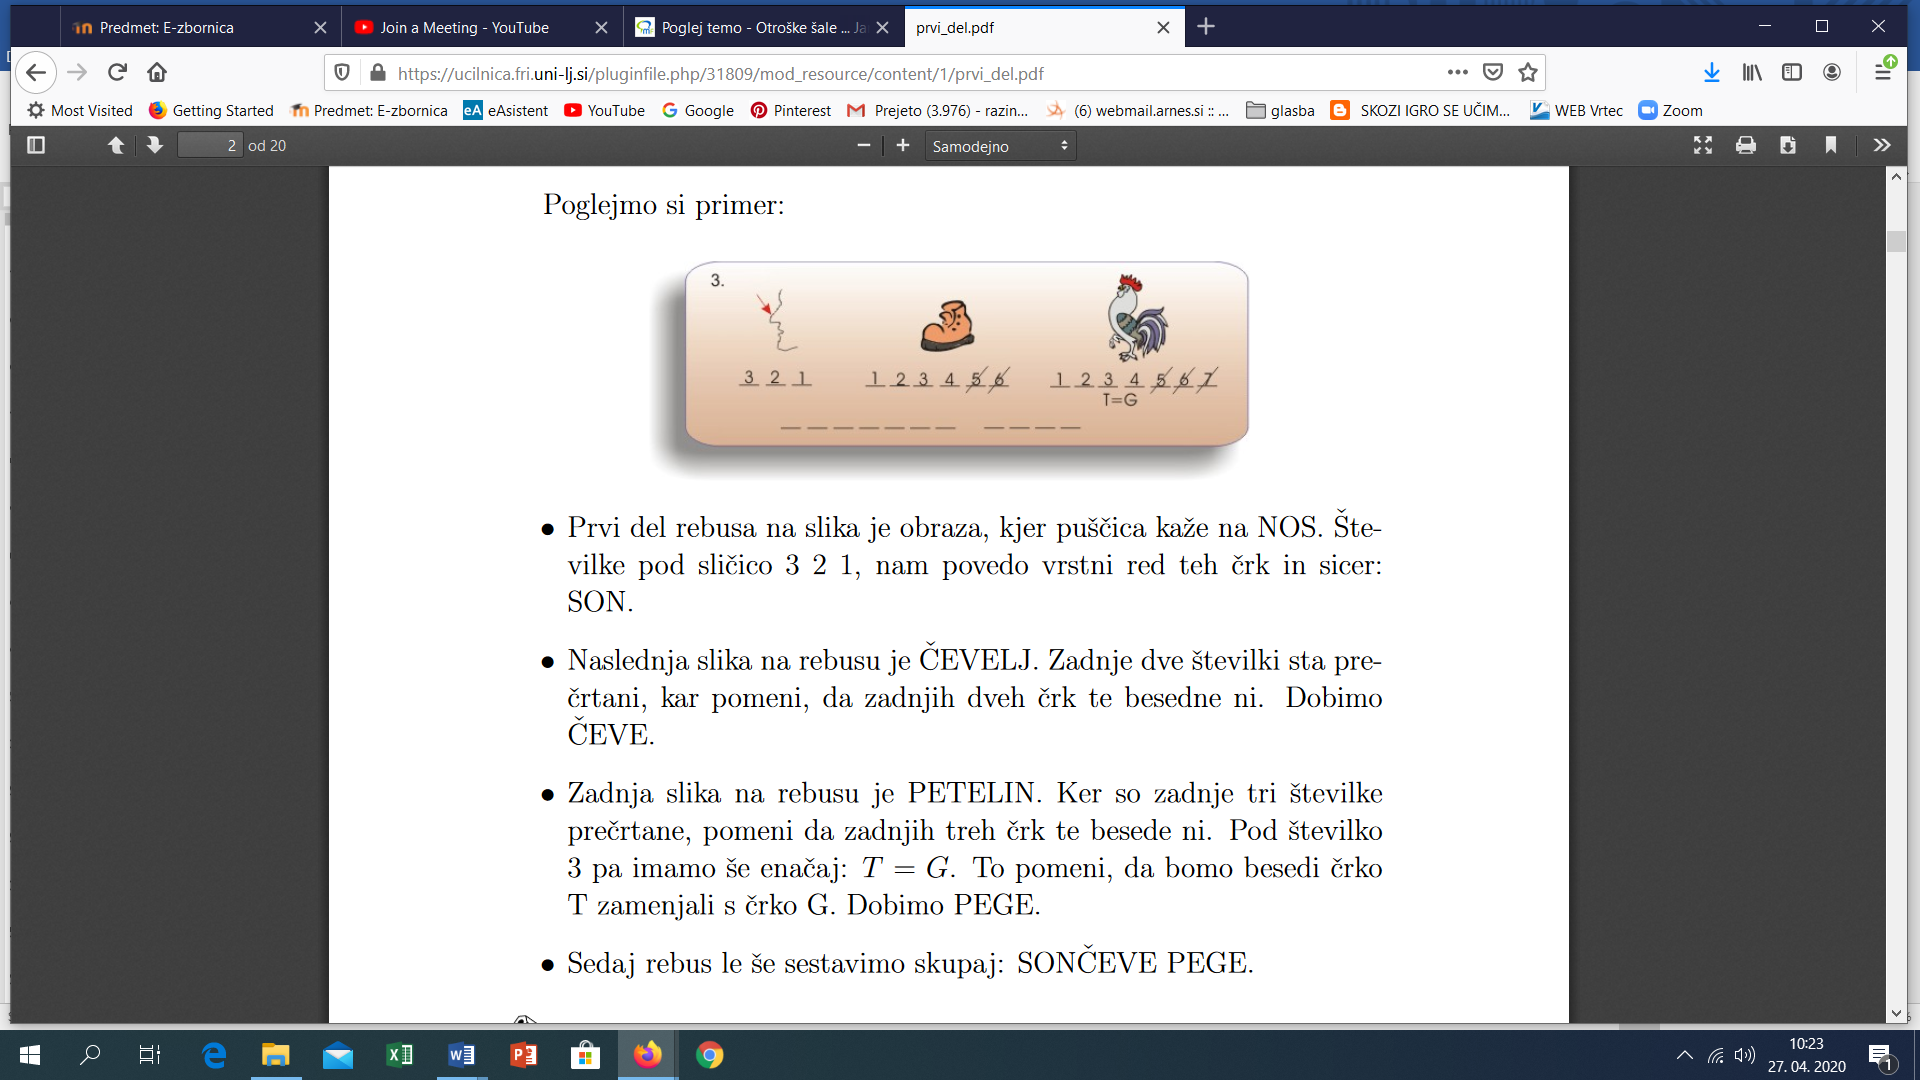 Predmet: E-zbornica
Join a Meeting - YouTube
Poglej temo - Otroške šale ... Ja
prvi_del.pdf
https://ucilnica.fri.uni-lj.si/pluginfile.php/31809/mod_resource/content/1/prvi_del.pdf
Most Visited Getting Started Predmet: E-zbornica eA eAsistent YouTube Google Pinterest Prejeto (3.976) - razin... (6) webmail.arnes.si :: ... glasba SKOZI IGRO SE UČIM... WEB Vrtec Zoom
2 od 20 Samodejno
Poglejmo si primer:
3.
3 2 1 1 2 3 4 5 6 1 2 3 4 5 6 7
T=G
• Prvi del rebusa na slika je obraza, kjer puščica kaže na NOS. Šte-
vilke pod sličico 3 2 1, nam povedo vrstni red teh črk in sicer:
SON.
• Naslednja slika na rebusu je ČEVELJ. Zadnje dve številki sta pre-
črtani, kar pomeni, da zadnjih dveh črk te besedne ni. Dobimo
ČEVE.
• Zadnja slika na rebusu je PETELIN. Ker so zadnje tri številke
prečrtane, pomeni da zadnjih treh črk te besede ni. Pod številko
3 pa imamo še enačaj: T = G. To pomeni, da bomo besedi črko
T zamenjali s črko G. Dobimo PEGE.
• Sedaj rebus le še sestavimo skupaj: SONČEVE PEGE.
10:23
27. 04. 2020
1